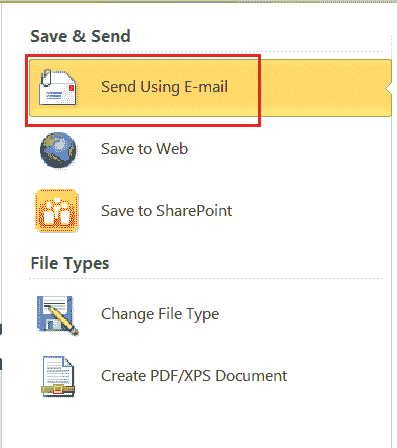 Save & Send
Send Using E-mail
Save to Web
Save to SharePoint
File Types
Change File Type
Create PDF/XPS Document